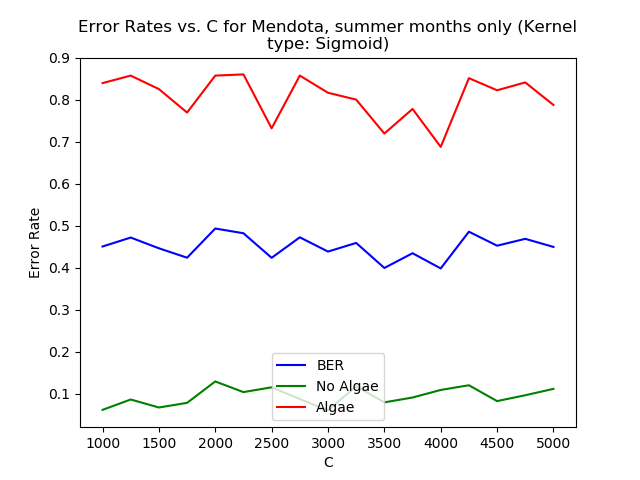 Error Rates vs. C for Mendota, summer months only (Kernel
type: Sigmoid)
0.9
0.8
0.7
0.6
0.5
0.4
0.3
0.2
0.1
Error Rate
BER
No Algae
Algae
1000 1500 2000 2500 3000 3500 4000 4500 5000
C